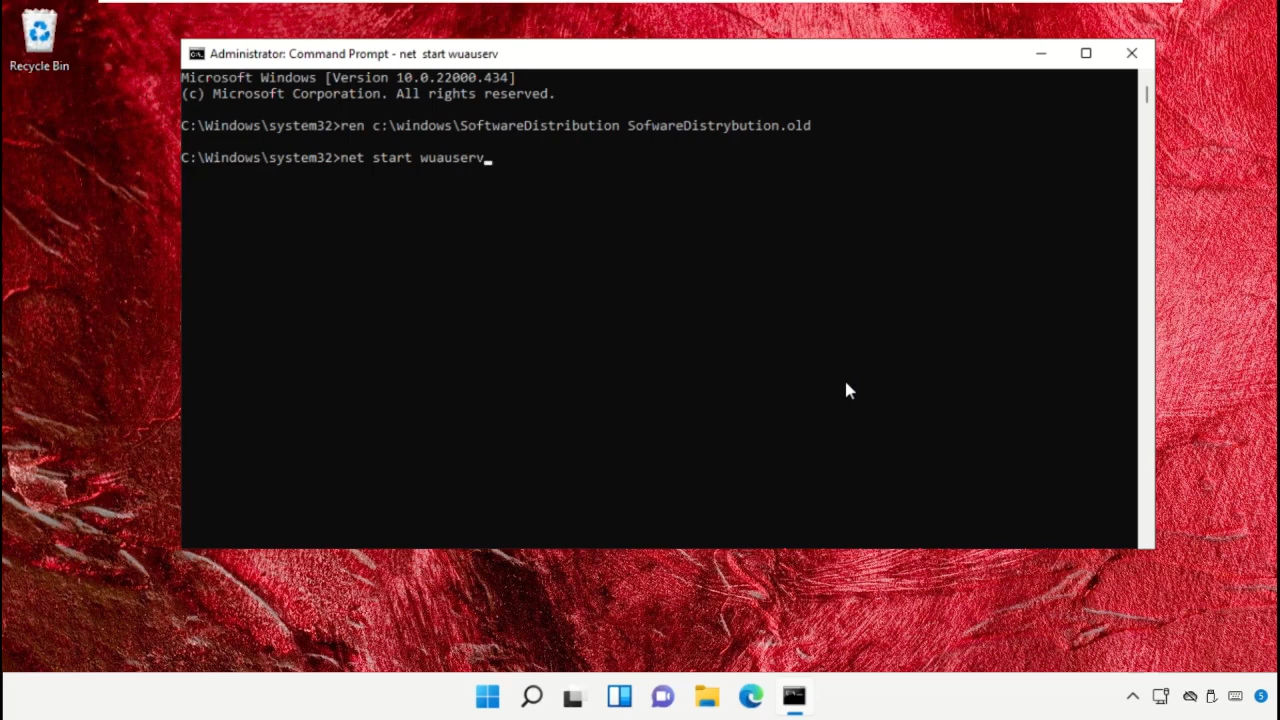 Recycle Bin
Administrator: Command Prompt - net  start wuauserv
Microsoft Windows [Version 10.0.22000.434]
(c) Microsoft Corporation. All rights reserved.
C:\Windows\system32>ren c:\windows\SoftwareDistribution SofwareDistrybution.old
C:\Windows\system32>net start wuauserv
5